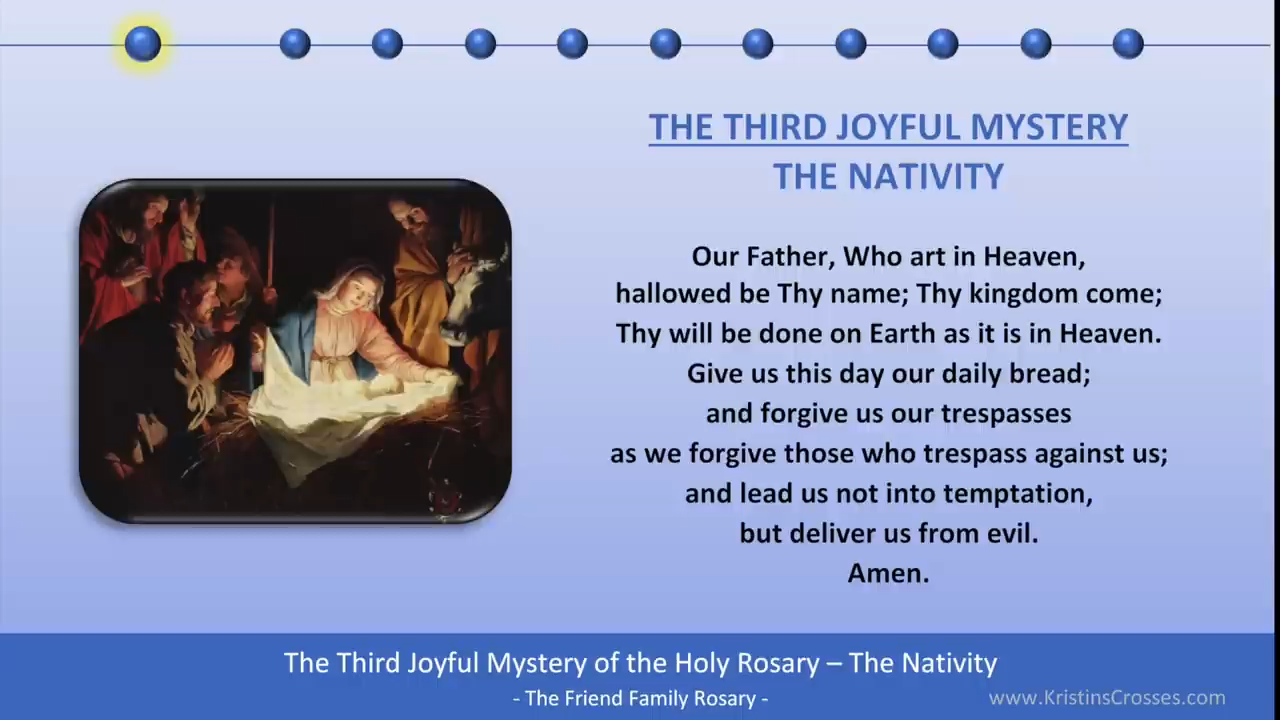 THE THIRD JOYFUL MYSTERY
THE NATIVITY
Our Father, Who art in Heaven,
hallowed be Thy name; Thy kingdom come;
Thy will be done on Earth as it is in Heaven.
Give us this day our daily bread;
and forgive us our trespasses
as we forgive those who trespass against us;
and lead us not into temptation,
but deliver us from evil.
Amen.
The Third Joyful Mystery of the Holy Rosary – The Nativity
- The Friend Family Rosary -
www.KristinsCrosses.com